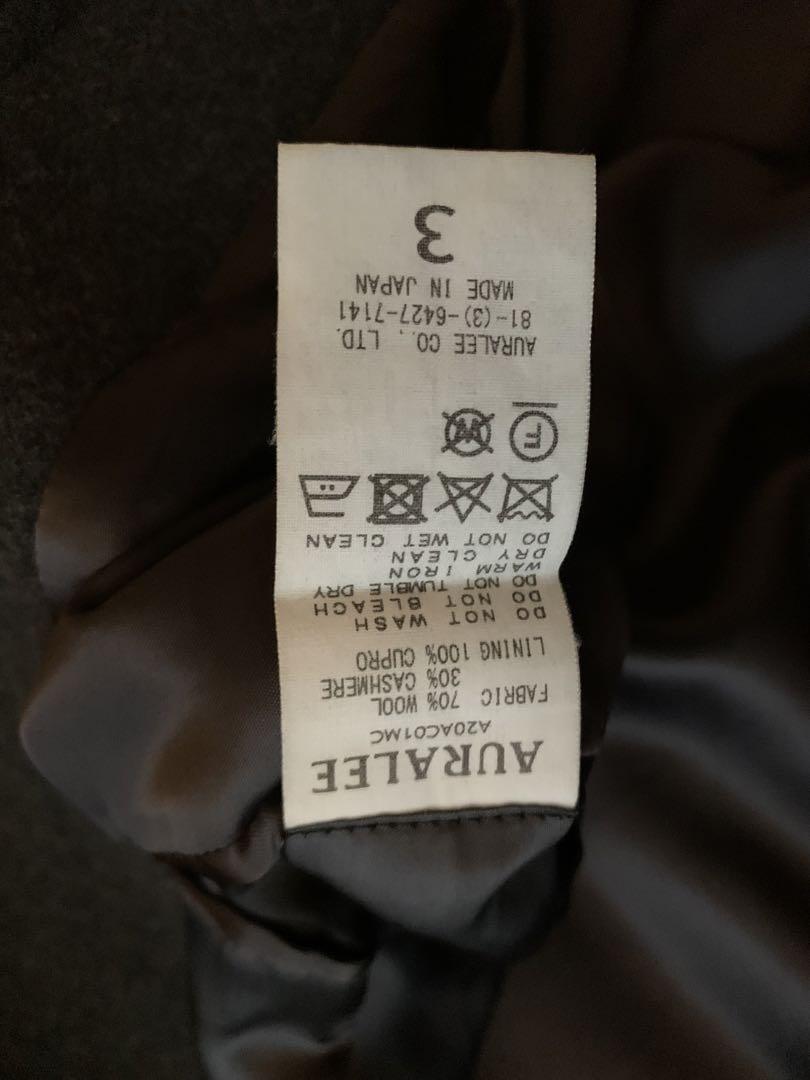 AURALEE
A20AC01MC
FABRIC 70% WOOL
30% CASHMERE
LINING 100% CUPRO
DO NOT WASH
DO NOT BLEACH
DO NOT TUMBLE DRY
WARM IRON
DRY CLEAN
DO NOT WET CLEAN
F W
AURALEE CO., LTD.
81-(3)-6427-7141
MADE IN JAPAN
3